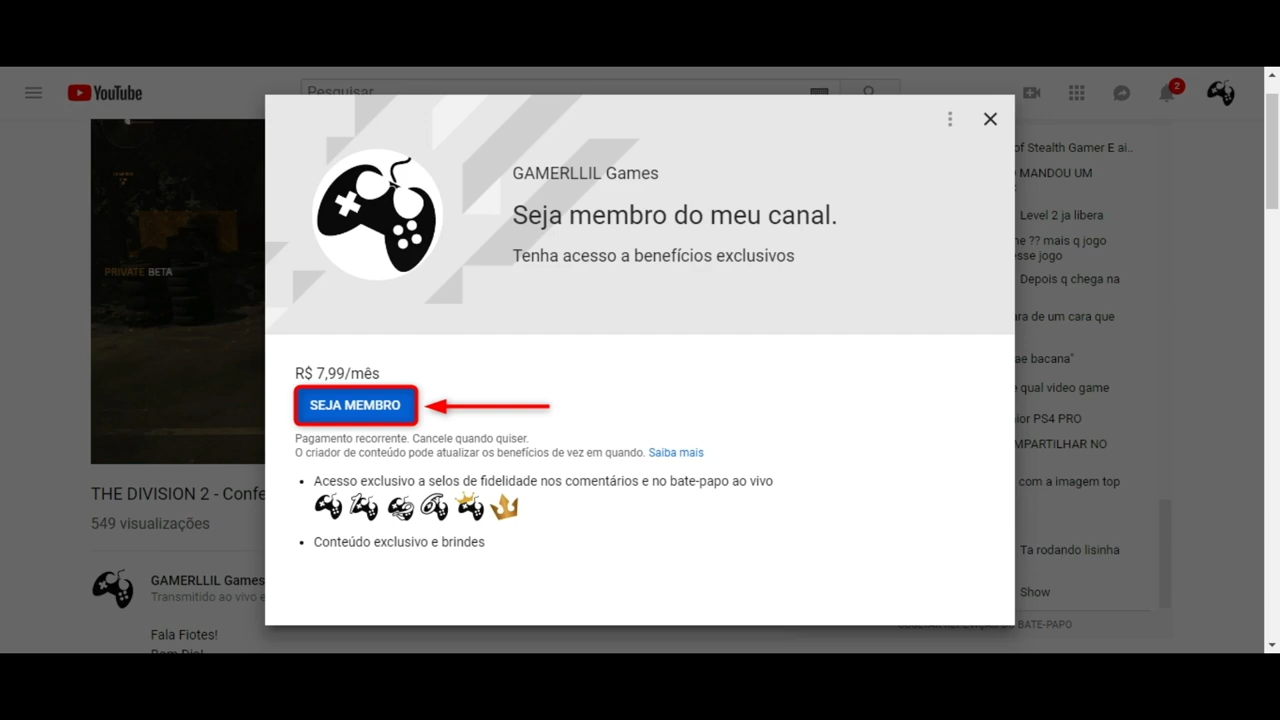 YouTube
Pesquisar
2
GAMERLLIL Games
Seja membro do meu canal.
Tenha acesso a benefícios exclusivos
R$ 7,99/mês
SEJA MEMBRO
Pagamento recorrente. Cancele quando quiser.
O criador de conteúdo pode atualizar os benefícios de vez em quando. Saiba mais
• Acesso exclusivo a selos de fidelidade nos comentários e no bate-papo ao vivo
• Conteúdo exclusivo e brindes
PRIVATE BETA
THE DIVISION 2 - Confe
549 visualizações
GAMERLLIL Games
Transmitido ao vivo e
Fala Fiotes!
Bom Dia!
of Stealth Gamer E ai..
O MANDOU UM
Level 2 ja libera
me ?? mais q jogo
esse jogo
Depois q chega na
ara de um cara que
ae bacana"
e qual video game
nior PS4 PRO
MPARTILHAR NO
com a imagem top
Ta rodando lisinha
Show
BATE-PAPO